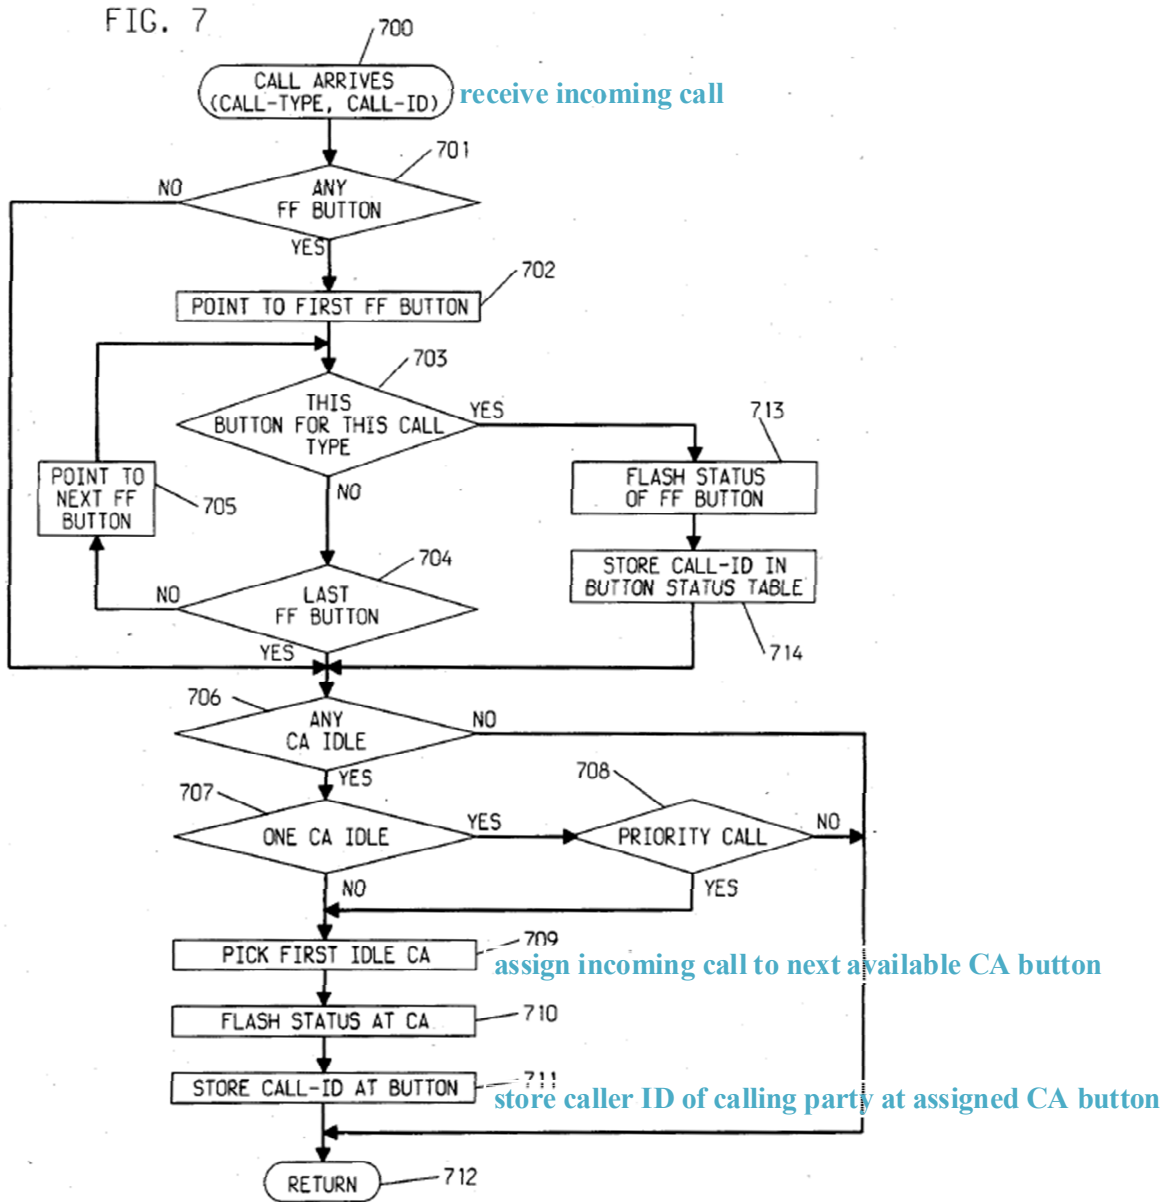 FIG. 7
700
CALL ARRIVES
(CALL-TYPE, CALL-ID)
receive incoming call
701
NO
ANY
FF BUTTON
YES
702
POINT TO FIRST FF BUTTON
703
THIS
BUTTON FOR THIS CALL
TYPE
YES
713
FLASH STATUS
OF FF BUTTON
POINT TO
NEXT FF
BUTTON
705
NO
704
STORE CALL-ID IN
BUTTON STATUS TABLE
NO
LAST
FF BUTTON
YES
714
706
ANY
CA IDLE
NO
YES
708
707
ONE CA IDLE
YES
PRIORITY CALL
NO
NO
YES
709
PICK FIRST IDLE CA
assign incoming call to next available CA button
FLASH STATUS AT CA
710
711
STORE CALL-ID AT BUTTON
store caller ID of calling party at assigned CA button
RETURN
712